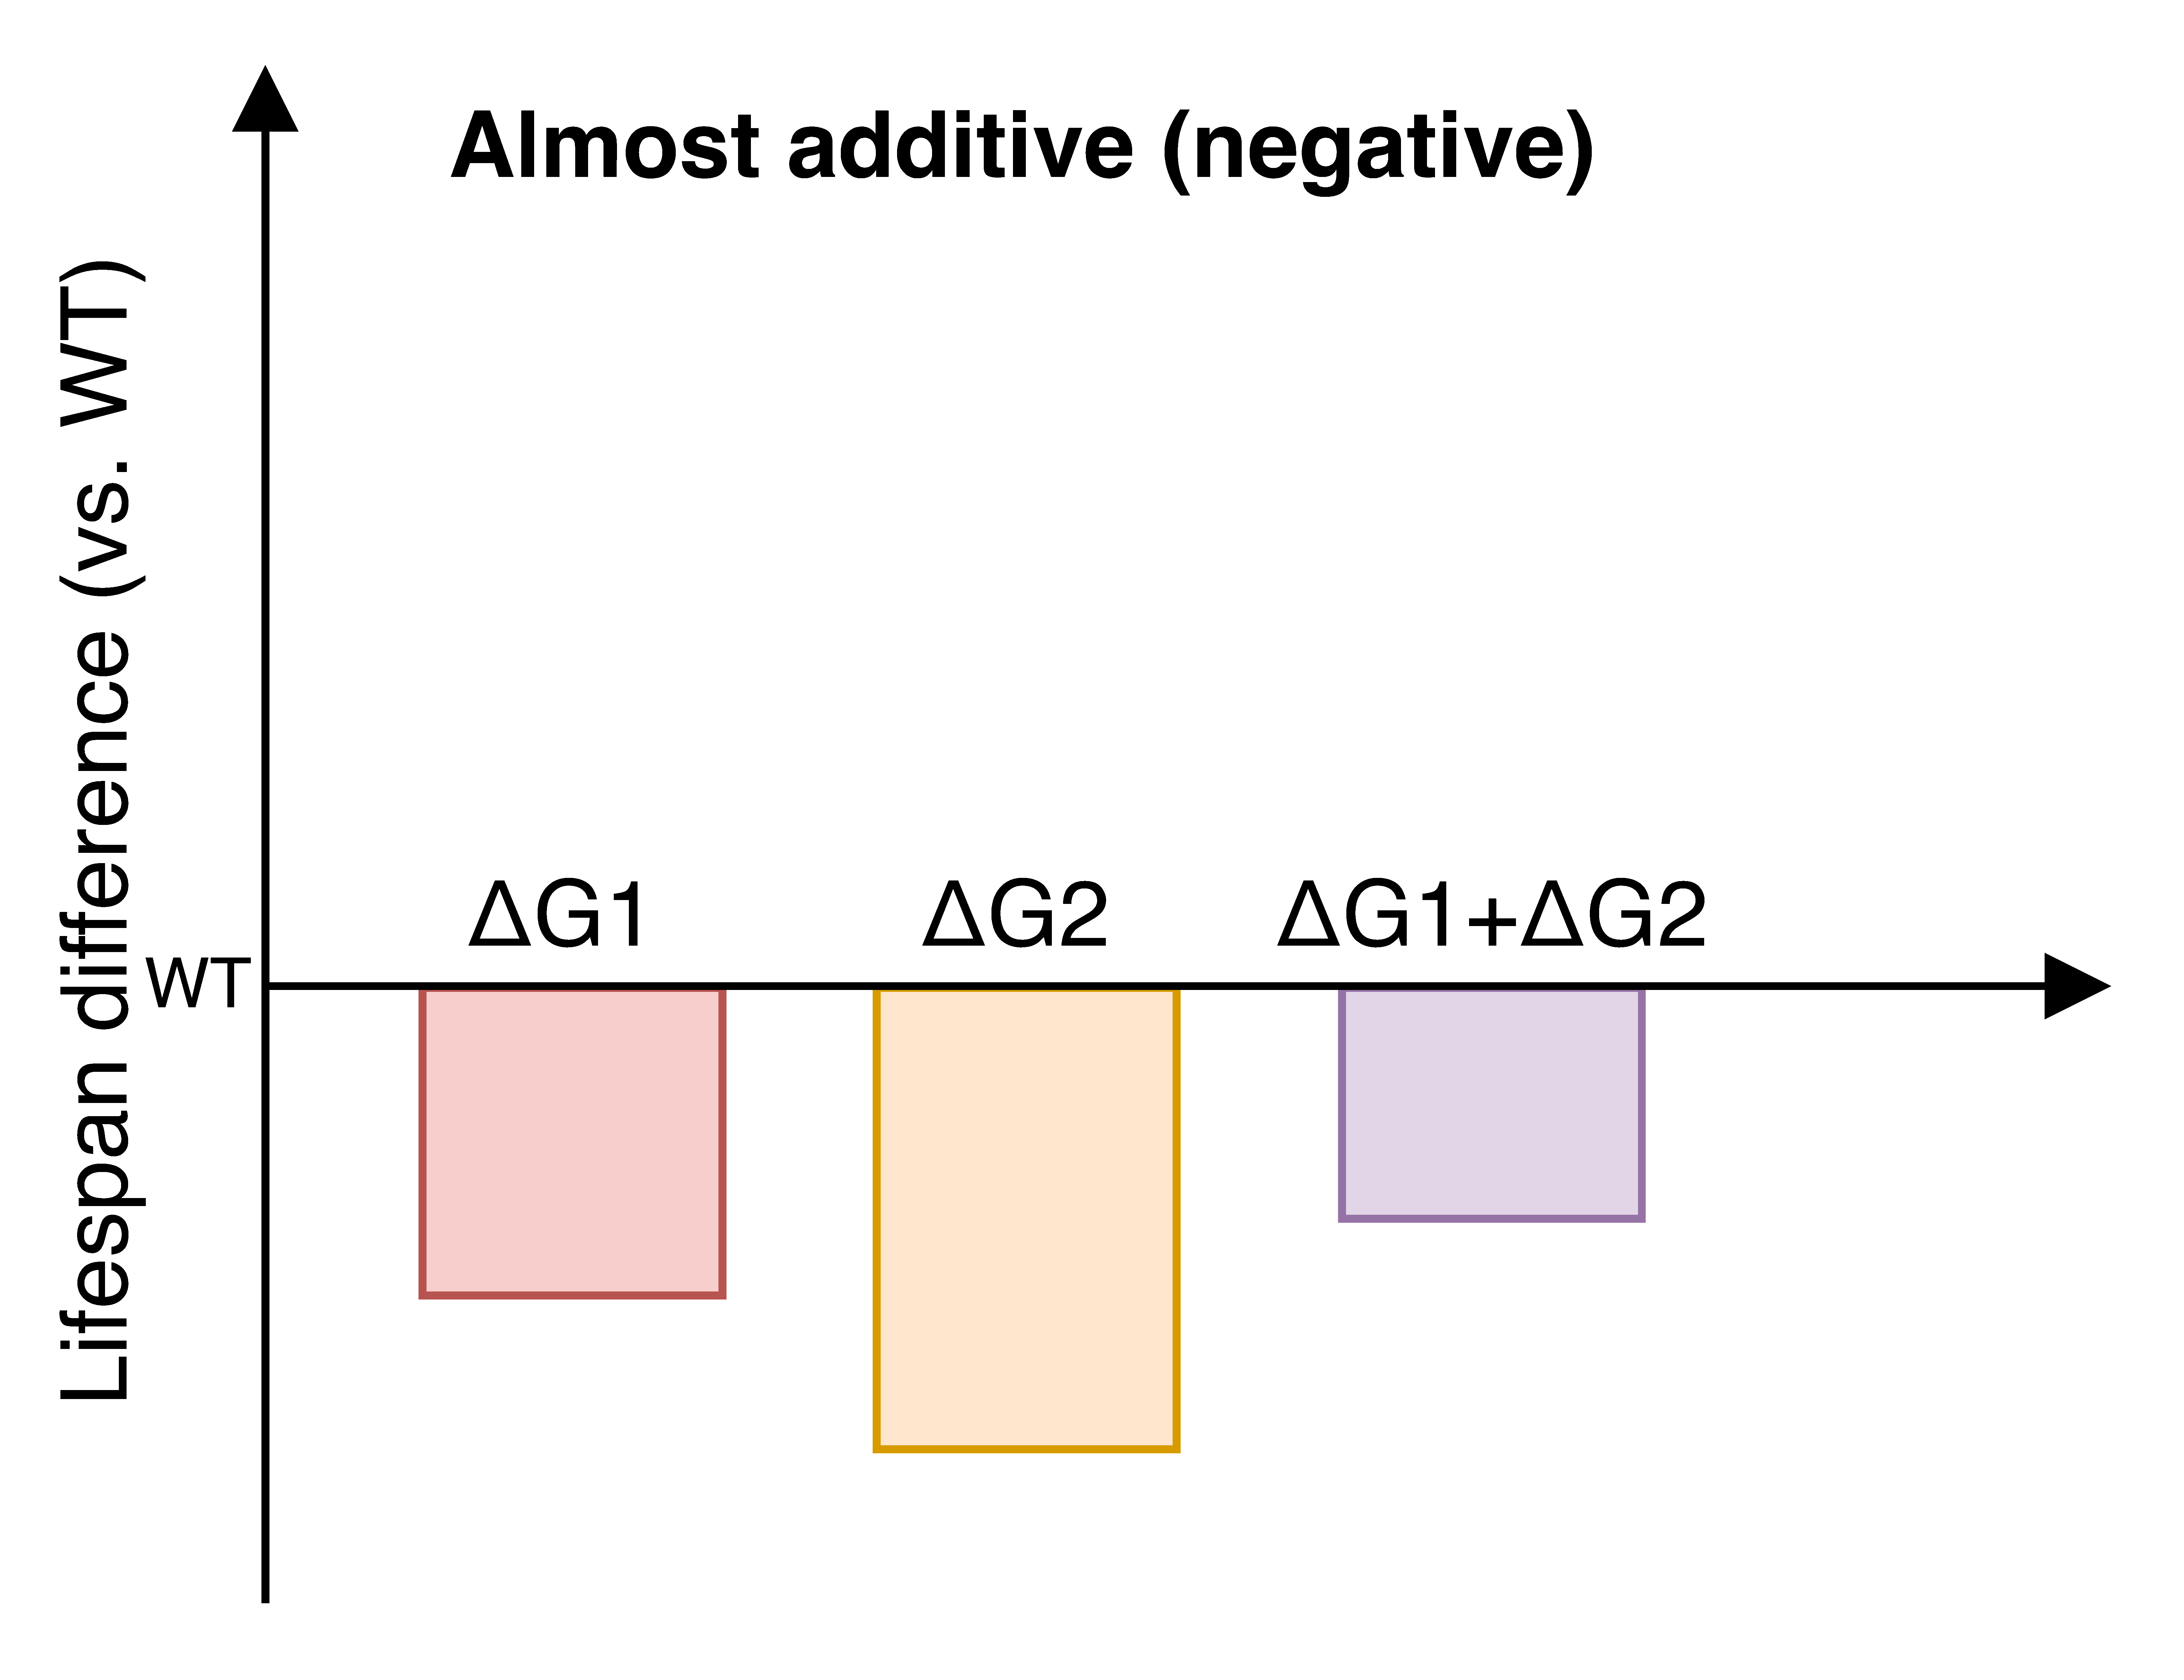 Almost additive (negative)
Lifespan difference (vs. WT)
ΔG1
ΔG2
ΔG1+ΔG2
WT